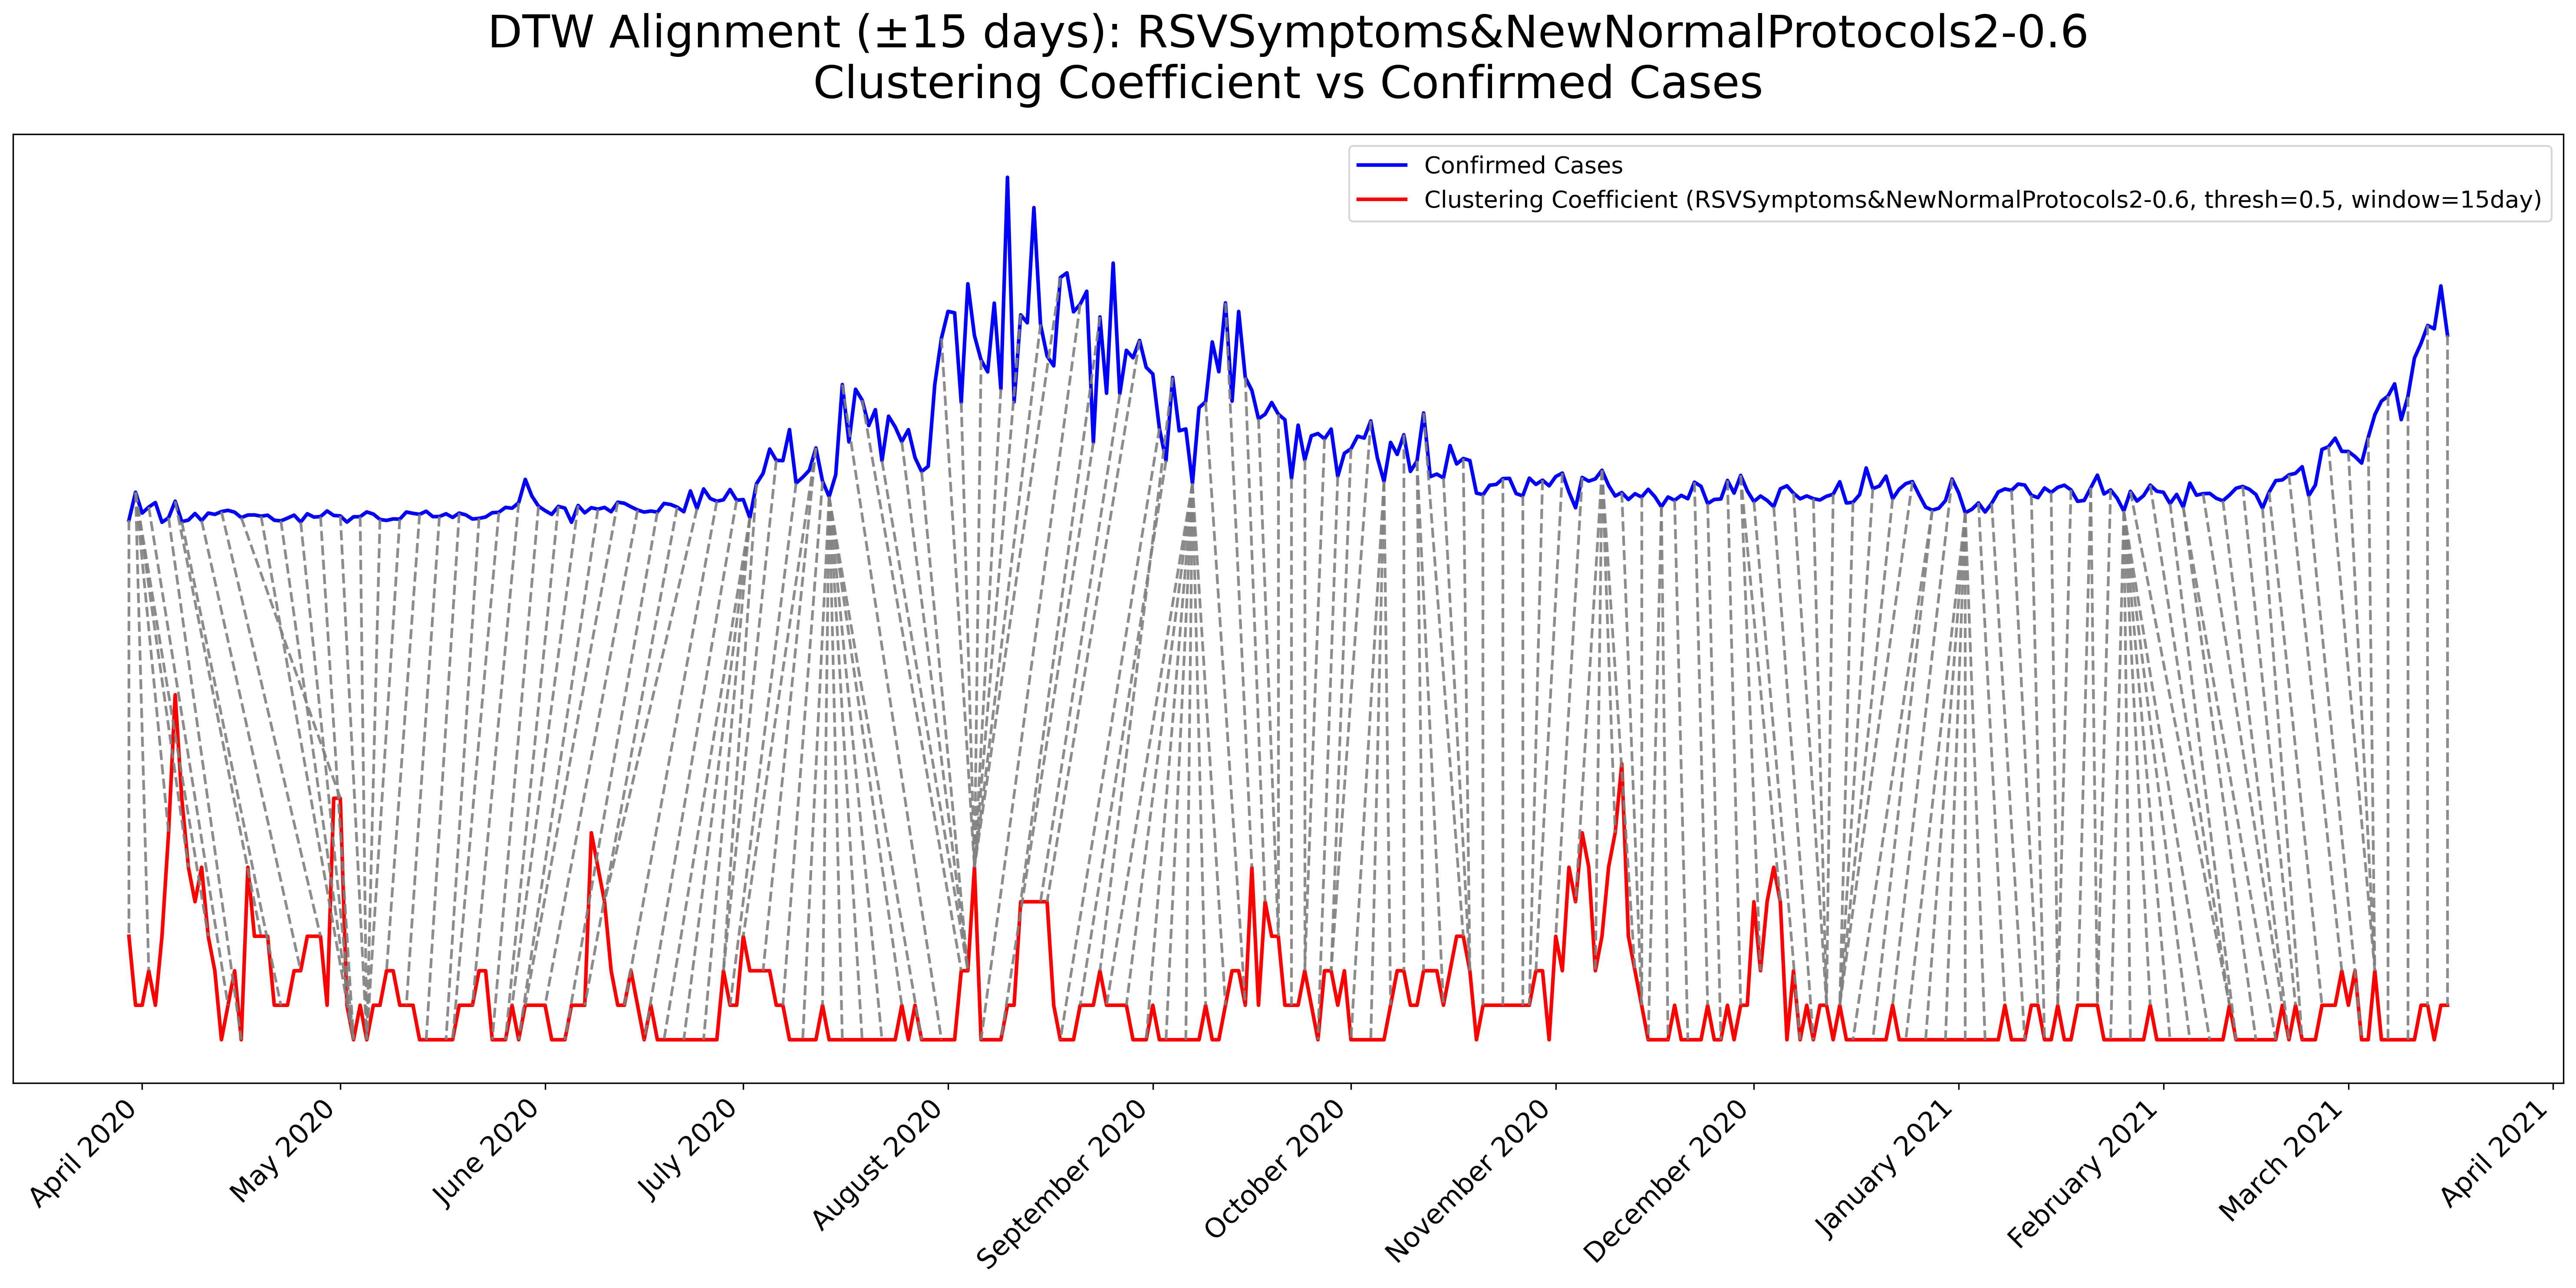 DTW Alignment (±15 days): RSVSymptoms&NewNormalProtocols2-0.6
Clustering Coefficient vs Confirmed Cases
Confirmed Cases
Clustering Coefficient (RSVSymptoms&NewNormalProtocols2-0.6, thresh=0.5, window=15day)
April 2020
May 2020
June 2020
July 2020
August 2020
September 2020
October 2020
November 2020
December 2020
January 2021
February 2021
March 2021
April 2021